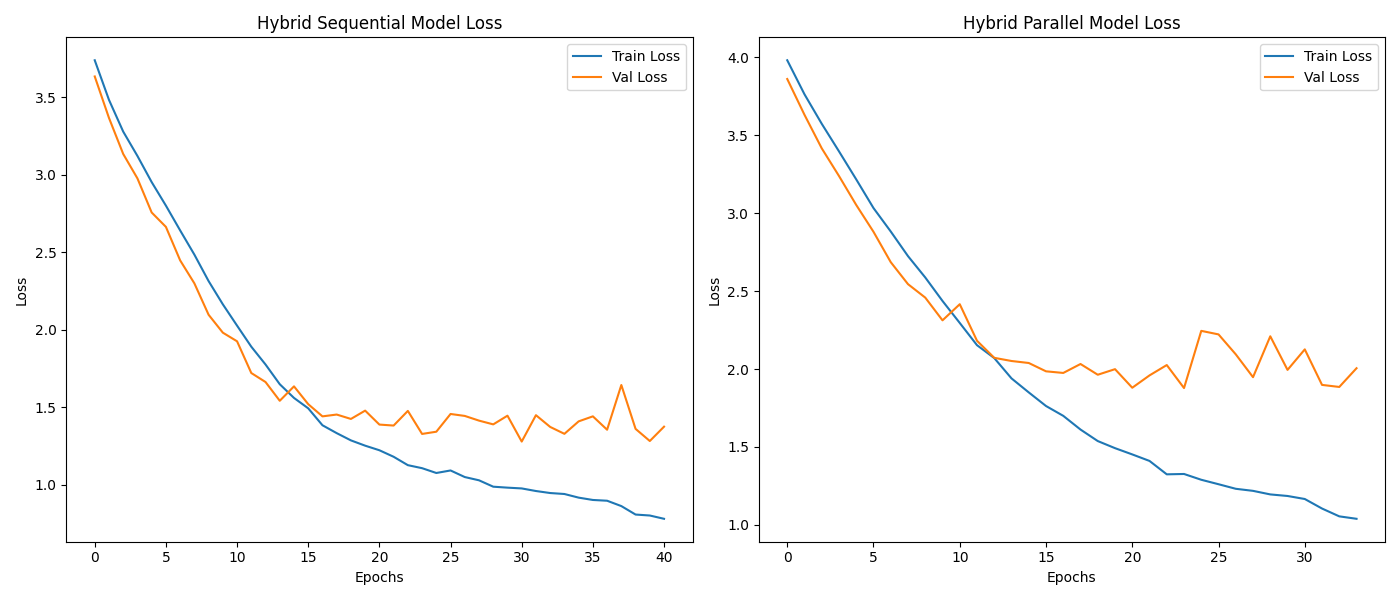 Hybrid Sequential Model Loss
Train Loss
Val Loss
3.5
3.0
2.5
2.0
1.5
1.0
Loss
0 5 10 15 20 25 30 35 40
Epochs
Hybrid Parallel Model Loss
Train Loss
Val Loss
4.0
3.5
3.0
2.5
2.0
1.5
1.0
Loss
0 5 10 15 20 25 30
Epochs